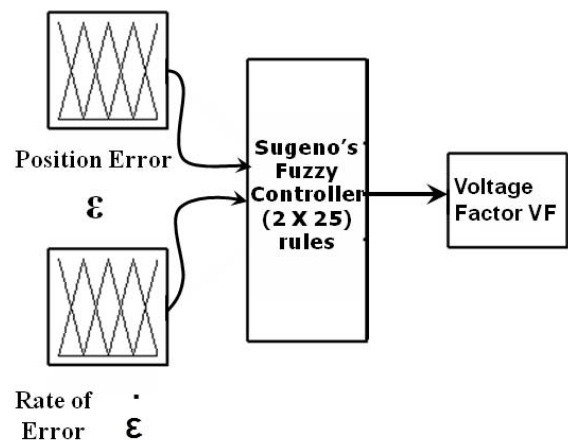 Position Error
ε
Rate of
Error ε̇
Sugeno's
Fuzzy
Controller
(2 X 25)
rules
Voltage
Factor VF